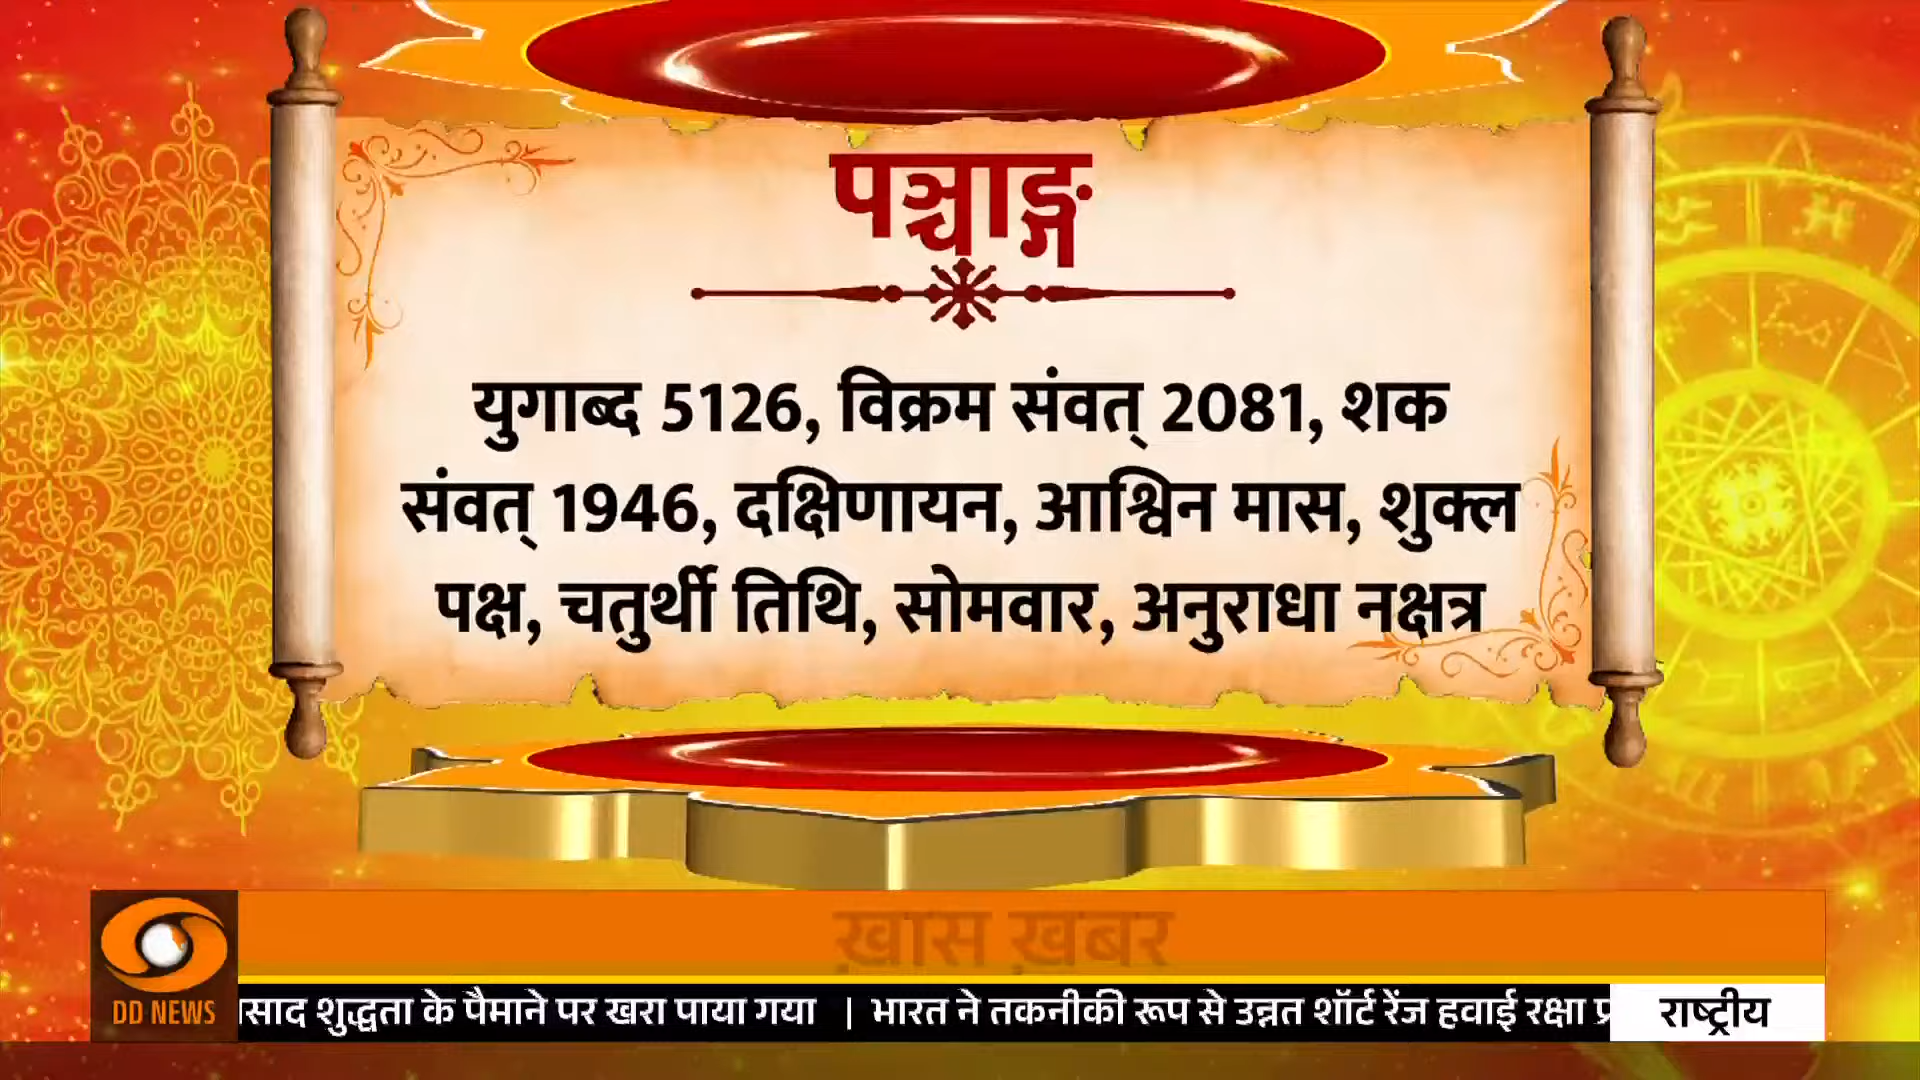 पञ्चाङ्ग
युगाब्द 5126, विक्रम संवत् 2081, शक
संवत् 1946, दक्षिणायन, आश्विन मास, शुक्ल
पक्ष, चतुर्थी तिथि, सोमवार, अनुराधा नक्षत्र
ख़ास ख़बर
DD NEWS
शुद्धता के पैमाने पर खरा पाया गया | भारत ने तकनीकी रूप से उन्नत शॉर्ट रेंज हवाई रक्षा
राष्ट्रीय